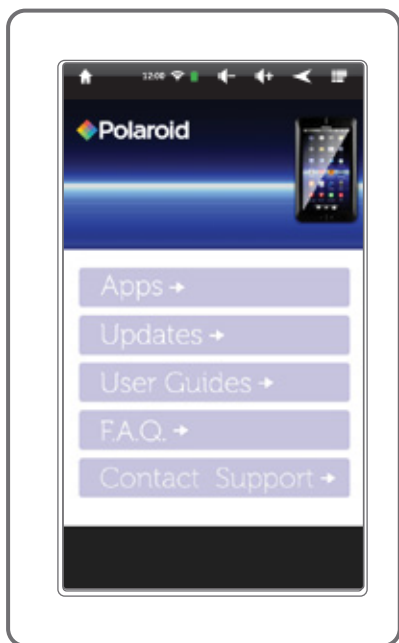 12:00
Polaroid
Apps
Updates
User Guides
F.A.Q.
Contact Support